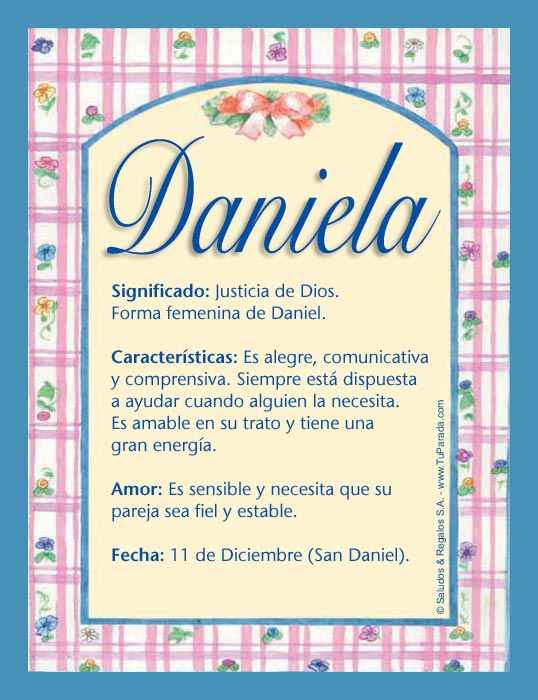 Daniela
Significado: Justicia de Dios.
Forma femenina de Daniel.
Características: Es alegre, comunicativa
y comprensiva. Siempre está dispuesta
a ayudar cuando alguien la necesita.
Es amable en su trato y tiene una
gran energía.
Amor: Es sensible y necesita que su
pareja sea fiel y estable.
Fecha: 11 de Diciembre (San Daniel).
© Saludos & Regalos S.A. - www.TuParada.com